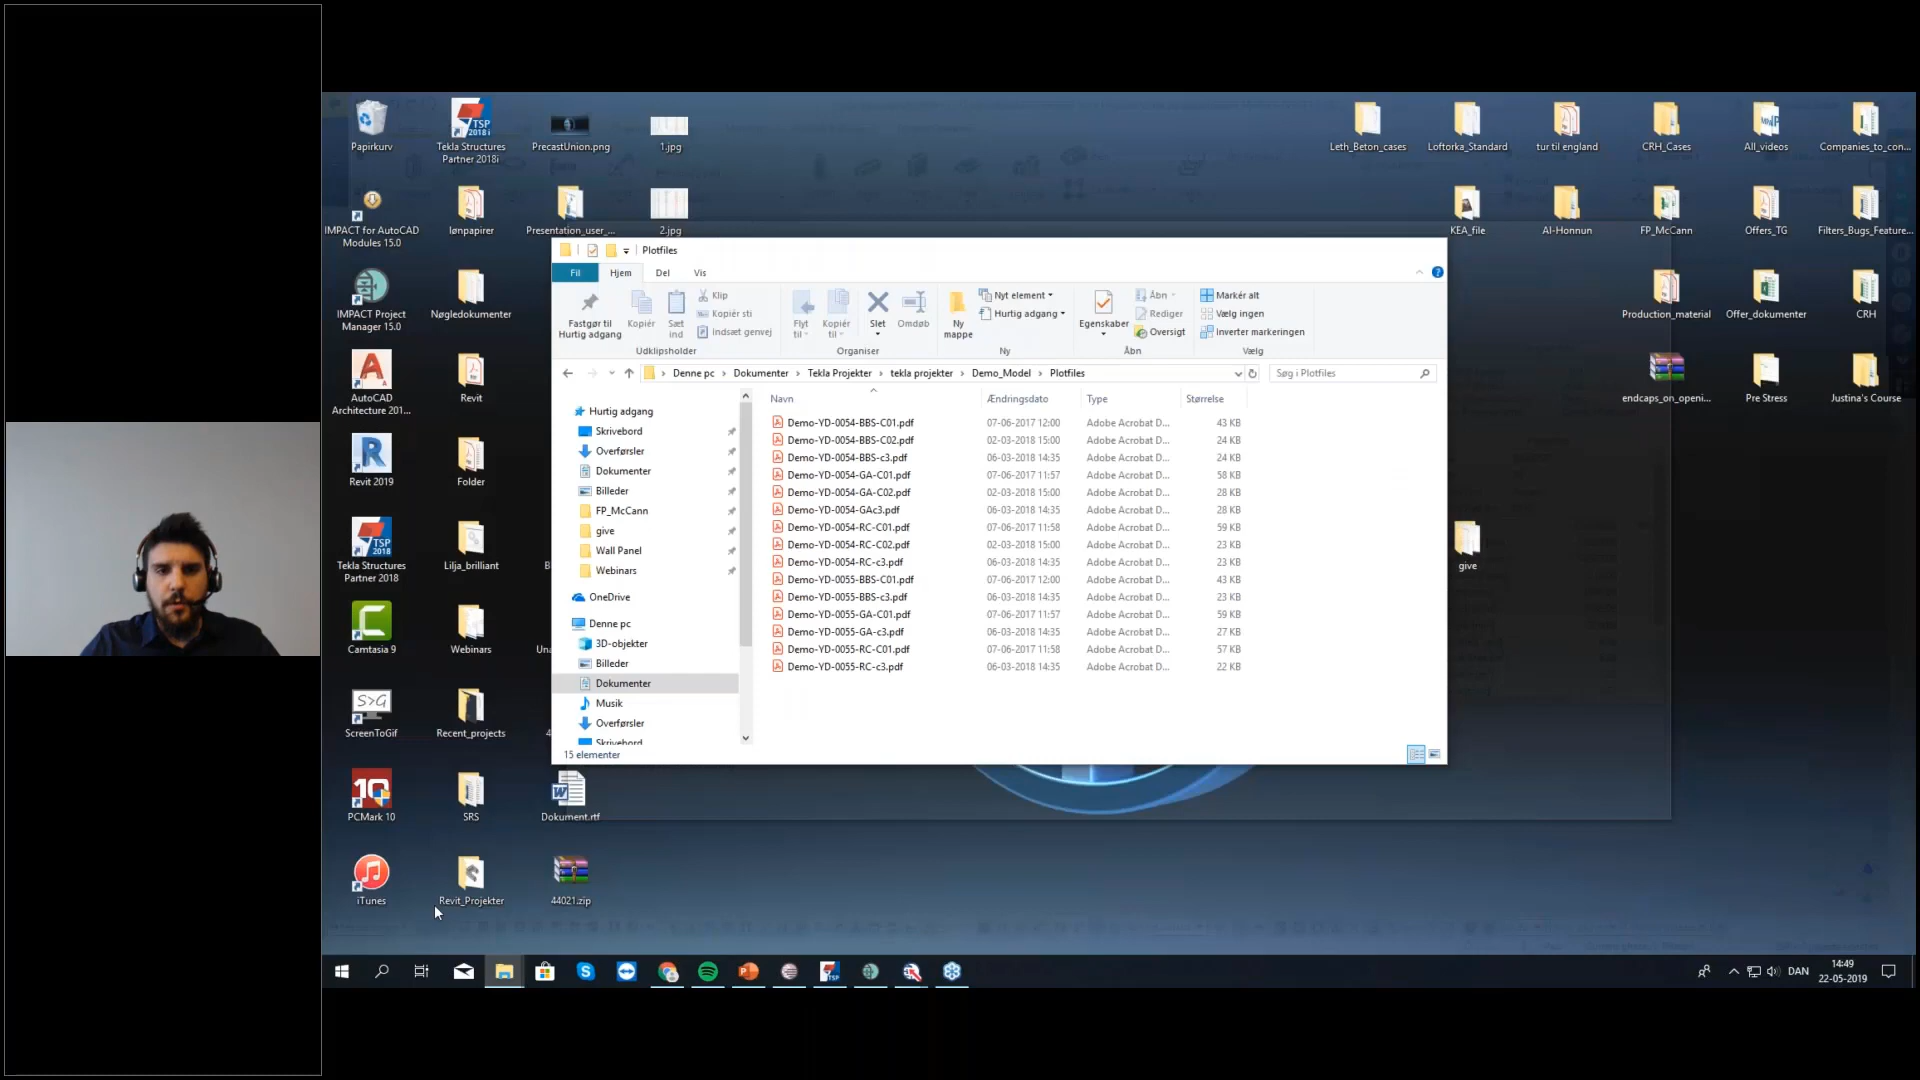 Papirkurv
TSP
2018i
Tekla Structures
Partner 2018i
PrecastUnion.png
1.jpg
Leth_Beton_cases
Loftorka_Standard
tur til england
CRH_Cases
All_videos
Companies_to_con...
IMPACT for AutoCAD
Modules 15.0
lønpapirer
Presentation_user_...
2.jpg
KEA_file
Al-Honnun
FP_McCann
Offers_TG
Filters_Bugs_Feature...
IMPACT Project
Manager 15.0
Nøgledokumenter
Production_material
Offer_dokumenter
CRH
AutoCAD
Architecture 201...
Revit
endcaps_on_openi...
Pre Stress
Justina's Course
Revit 2019
Folder
TSP
2018
Tekla Structures
Partner 2018
Lilja_brilliant
give
Camtasia 9
Webinars
Una
S>G
ScreenToGif
Recent_projects
10
PCMark 10
SRS
Dokument.rtf
iTunes
Revit_Projekter
44021.zip
Plotfiles
Fil
Hjem
Del
Vis
Fastgør til
Hurtig adgang
Kopiér
Sæt
ind
Klip
Kopiér sti
Indsæt genvej
Udklipsholder
Flyt
til
Kopiér
til
Slet
Omdøb
Organiser
Ny
mappe
Nyt element
Hurtig adgang
Ny
Egenskaber
Åbn
Rediger
Oversigt
Åbn
Markér alt
Vælg ingen
Inverter markeringen
Vælg
Denne pc
Dokumenter
Tekla Projekter
tekla projekter
Demo_Model
Plotfiles
Søg i Plotfiles
Hurtig adgang
Skrivebord
Overførsler
Dokumenter
Billeder
FP_McCann
give
Wall Panel
Webinars
OneDrive
Denne pc
3D-objekter
Billeder
Dokumenter
Musik
Overførsler
Skrivebord
Navn Ændringsdato Type Størrelse
Demo-YD-0054-BBS-C01.pdf 07-06-2017 12:00 Adobe Acrobat D... 43 KB
Demo-YD-0054-BBS-C02.pdf 02-03-2018 15:00 Adobe Acrobat D... 24 KB
Demo-YD-0054-BBS-c3.pdf 06-03-2018 14:35 Adobe Acrobat D... 24 KB
Demo-YD-0054-GA-C01.pdf 07-06-2017 11:57 Adobe Acrobat D... 58 KB
Demo-YD-0054-GA-C02.pdf 02-03-2018 15:00 Adobe Acrobat D... 28 KB
Demo-YD-0054-GAc3.pdf 06-03-2018 14:35 Adobe Acrobat D... 28 KB
Demo-YD-0054-RC-C01.pdf 07-06-2017 11:58 Adobe Acrobat D... 59 KB
Demo-YD-0054-RC-C02.pdf 02-03-2018 15:00 Adobe Acrobat D... 23 KB
Demo-YD-0054-RC-c3.pdf 06-03-2018 14:35 Adobe Acrobat D... 23 KB
Demo-YD-0055-BBS-C01.pdf 07-06-2017 12:00 Adobe Acrobat D... 43 KB
Demo-YD-0055-BBS-c3.pdf 06-03-2018 14:35 Adobe Acrobat D... 23 KB
Demo-YD-0055-GA-C01.pdf 07-06-2017 11:57 Adobe Acrobat D... 59 KB
Demo-YD-0055-GA-c3.pdf 06-03-2018 14:35 Adobe Acrobat D... 27 KB
Demo-YD-0055-RC-C01.pdf 07-06-2017 11:58 Adobe Acrobat D... 57 KB
Demo-YD-0055-RC-c3.pdf 06-03-2018 14:35 Adobe Acrobat D... 22 KB
15 elementer
DAN
14:49
22-05-2019